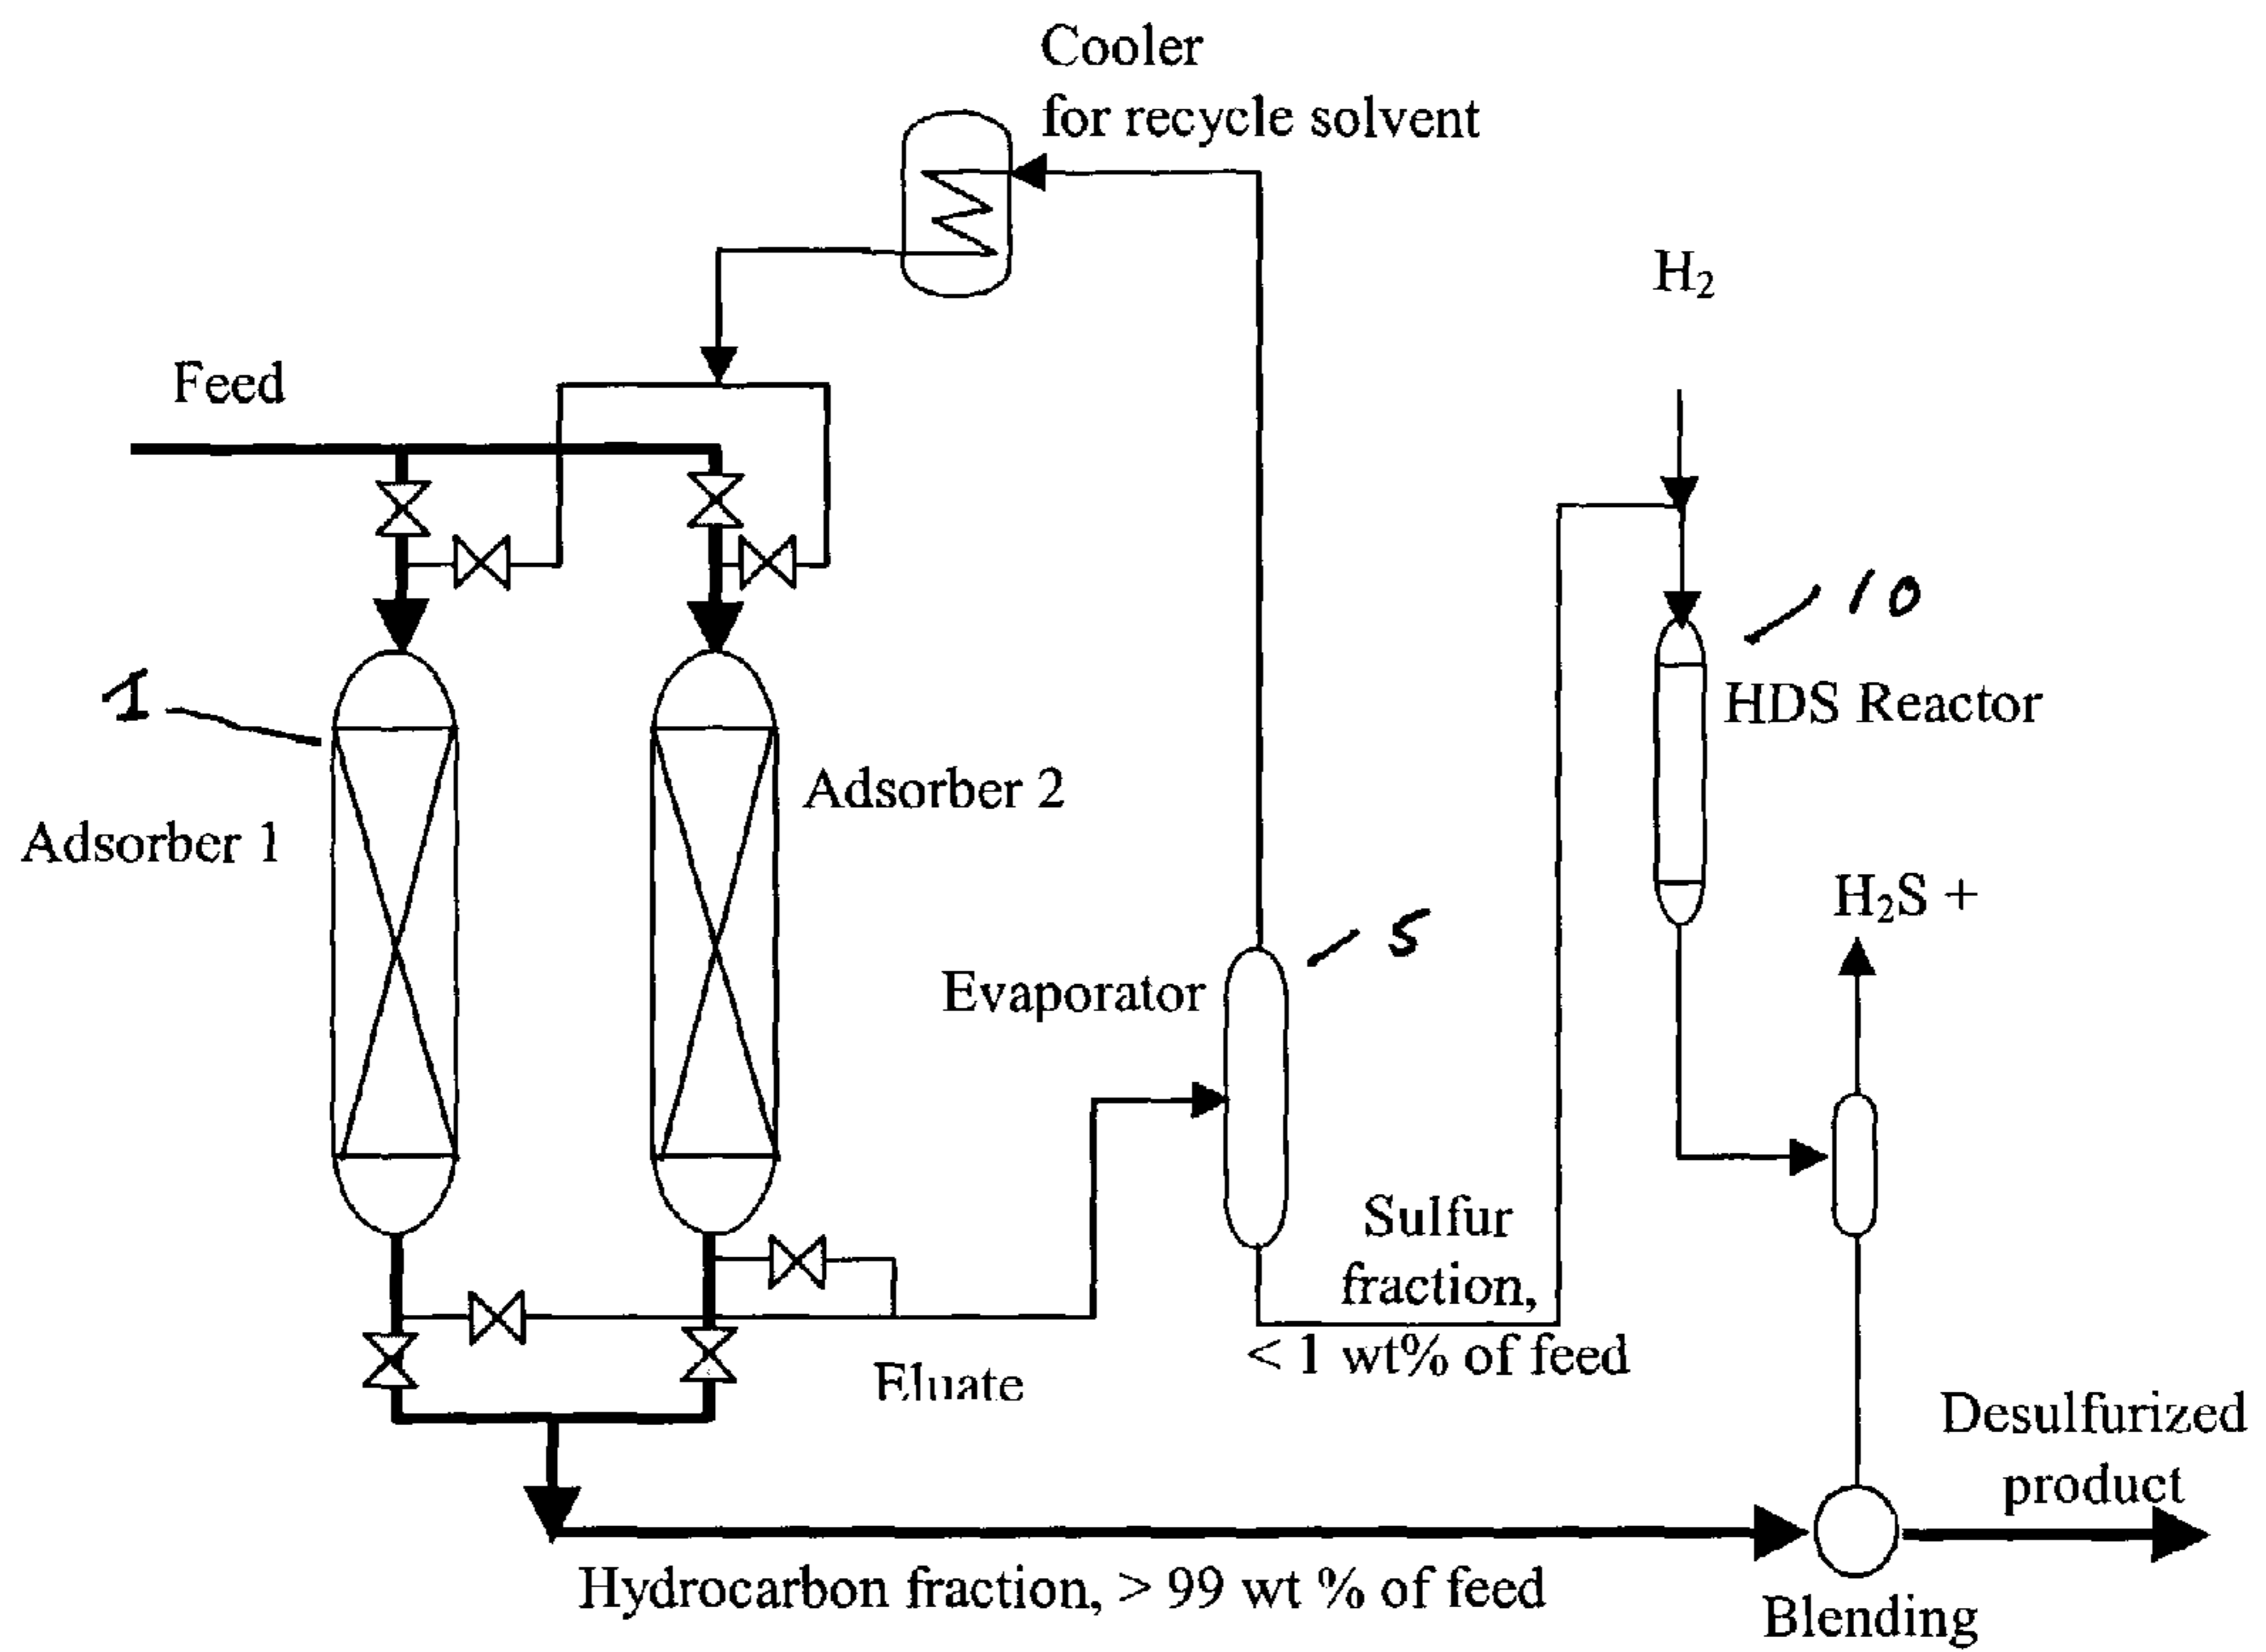 Cooler
for recycle solvent
H₂
Feed
10
1
HDS Reactor
Adsorber 2
Adsorber 1
H₂S +
5
Evaporator
Sulfur
fraction,
< 1 wt% of feed
Eluate
Desulfurized
product
Hydrocarbon fraction, > 99 wt % of feed
Blending